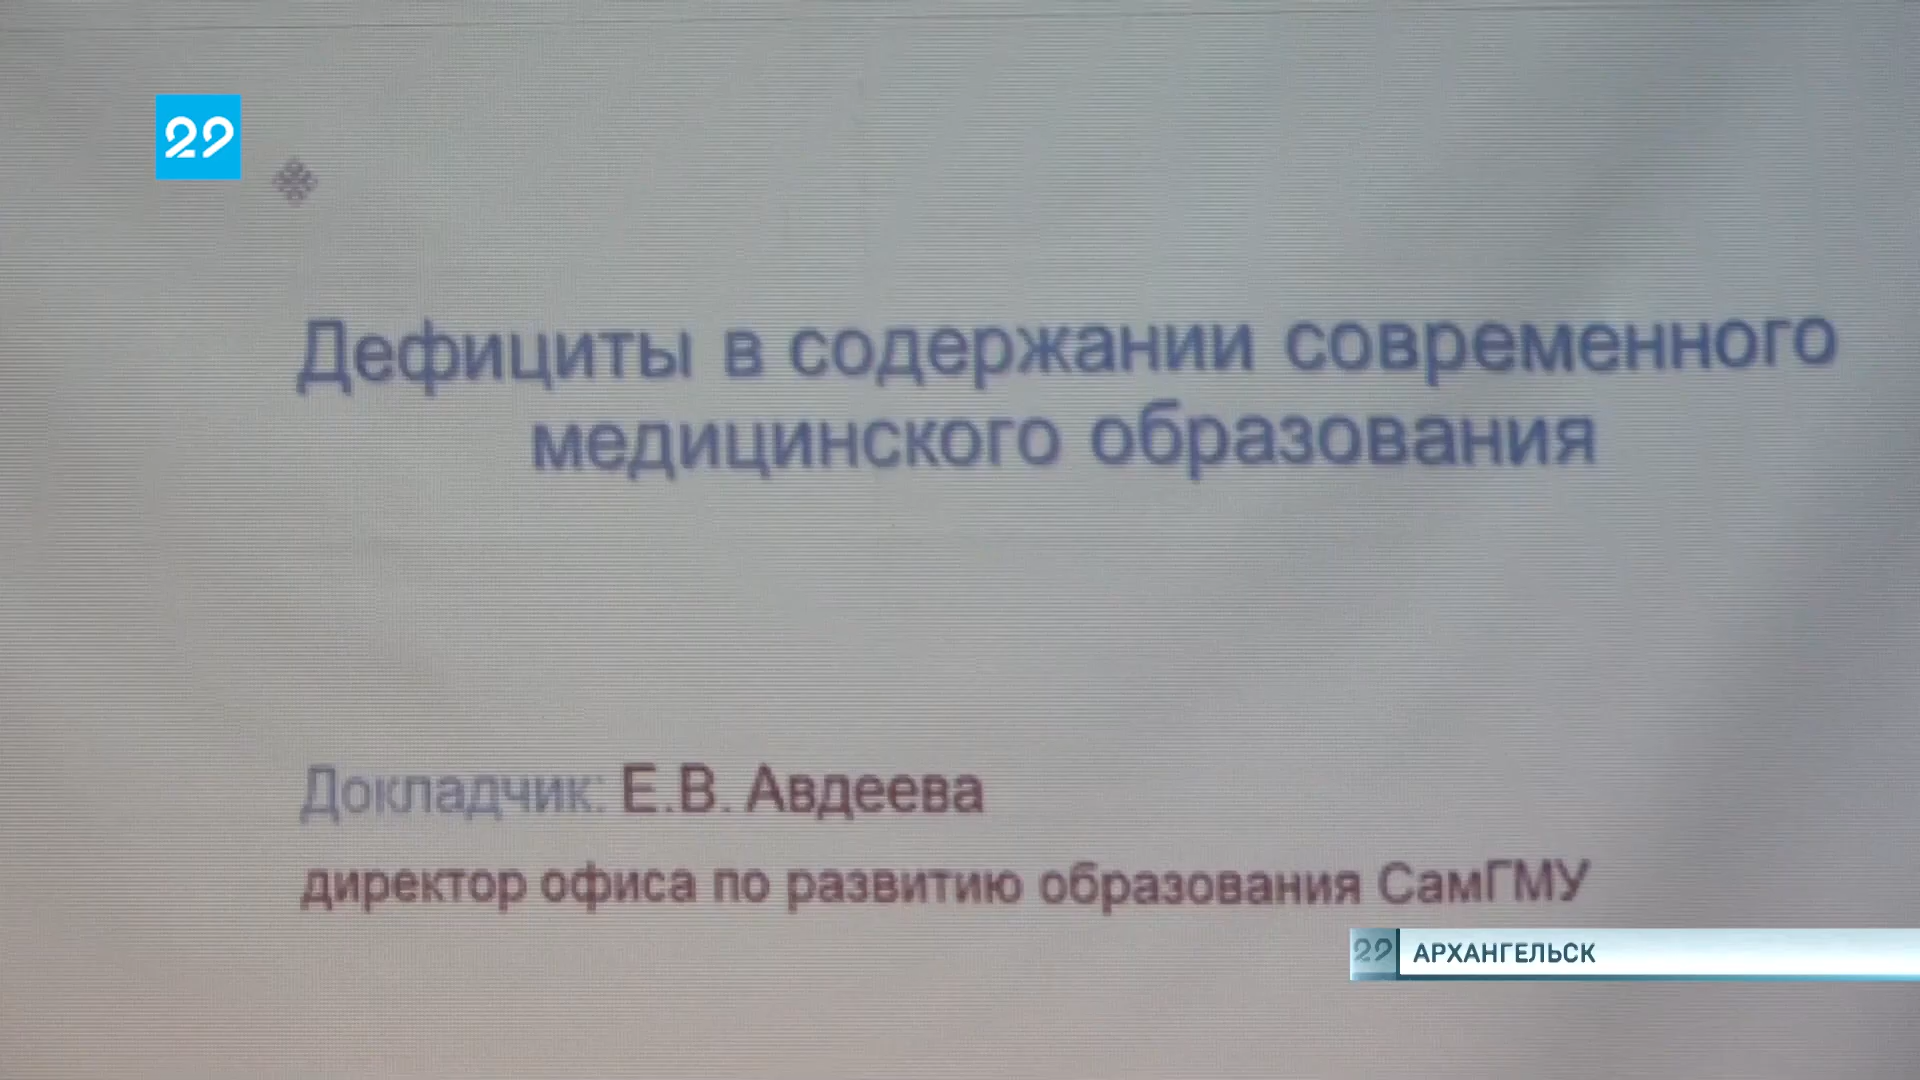 29
Дефициты в содержании современного
медицинского образования
Докладчик: Е.В. Авдеева
директор офиса по развитию образования СамГМУ
29 АРХАНГЕЛЬСК